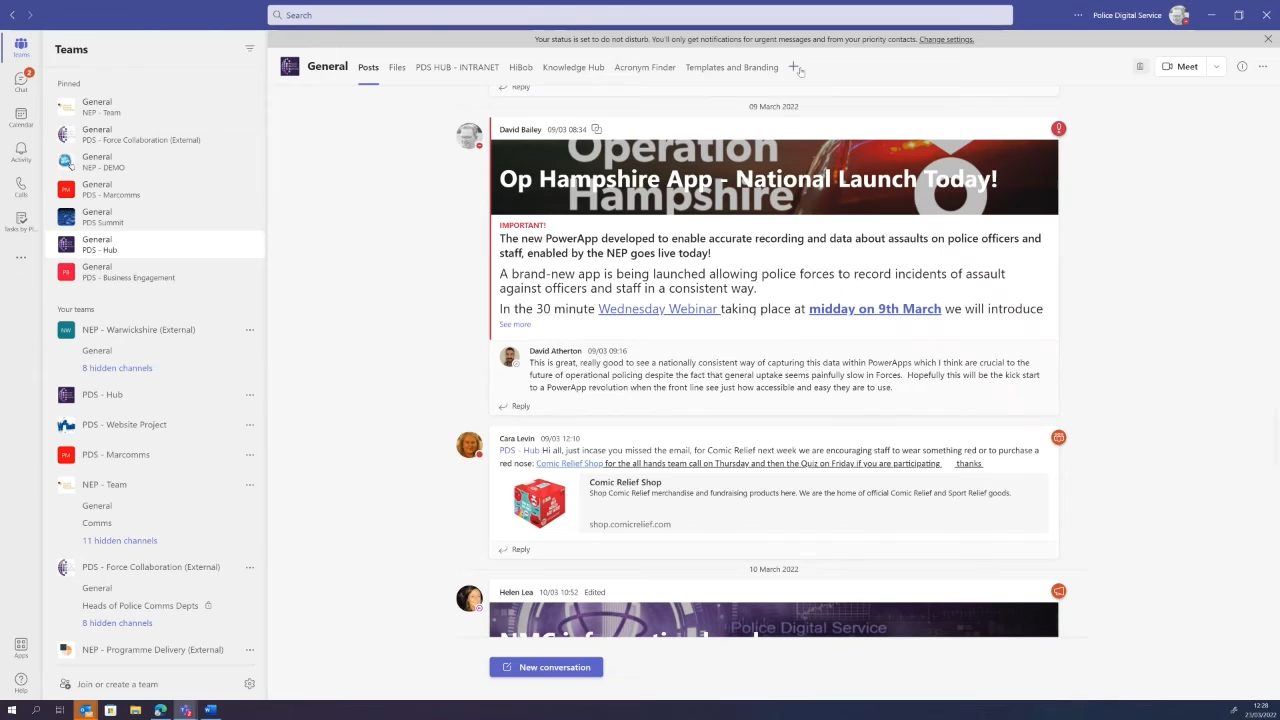 Search
Police Digital Service
Your status is set to do not disturb. You'll only get notifications for urgent messages and from your priority contacts. Change settings.
Teams
Chat
2
Calendar
Activity
Calls
Tasks by Pl...
Apps
Help
Teams
Pinned
General
NEP - Team
General
PDS - Force Collaboration (External)
General
NEP - DEMO
PM
General
PDS - Marcomms
General
PDS Summit
General
PDS - Hub
PB
General
PDS - Business Engagement
Your teams
NW
NEP - Warwickshire (External)
General
8 hidden channels
PDS - Hub
PDS - Website Project
PM
PDS - Marcomms
NEP - Team
General
Comms
11 hidden channels
PDS - Force Collaboration (External)
General
Heads of Police Comms Depts
8 hidden channels
NEP - Programme Delivery (External)
Join or create a team
General
Posts
Files
PDS HUB - INTRANET
HiBob
Knowledge Hub
Acronym Finder
Templates and Branding
Meet
Reply
09 March 2022
David Bailey 09/03 08:34
Operation
Hampshire
Op Hampshire App - National Launch Today!
IMPORTANT!
The new PowerApp developed to enable accurate recording and data about assaults on police officers and
staff, enabled by the NEP goes live today!
A brand-new app is being launched allowing police forces to record incidents of assault
against officers and staff in a consistent way.
In the 30 minute Wednesday Webinar taking place at midday on 9th March we will introduce
See more
David Atherton 09/03 09:16
This is great, really good to see a nationally consistent way of capturing this data within PowerApps which I think are crucial to the
future of operational policing despite the fact that general uptake seems painfully slow in Forces. Hopefully this will be the kick start
to a PowerApp revolution when the front line see just how accessible and easy they are to use.
Reply
Cara Levin 09/03 12:10
PDS - Hub Hi all, just incase you missed the email, for Comic Relief next week we are encouraging staff to wear something red or to purchase a
red nose: Comic Relief Shop for the all hands team call on Thursday and then the Quiz on Friday if you are participating thanks
Comic Relief Shop
Shop Comic Relief merchandise and fundraising products here. We are the home of official Comic Relief and Sport Relief goods.
shop.comicrelief.com
Reply
10 March 2022
Helen Lea 10/03 10:52 Edited
Police Digital Service
New conversation
12:28
23/03/2022